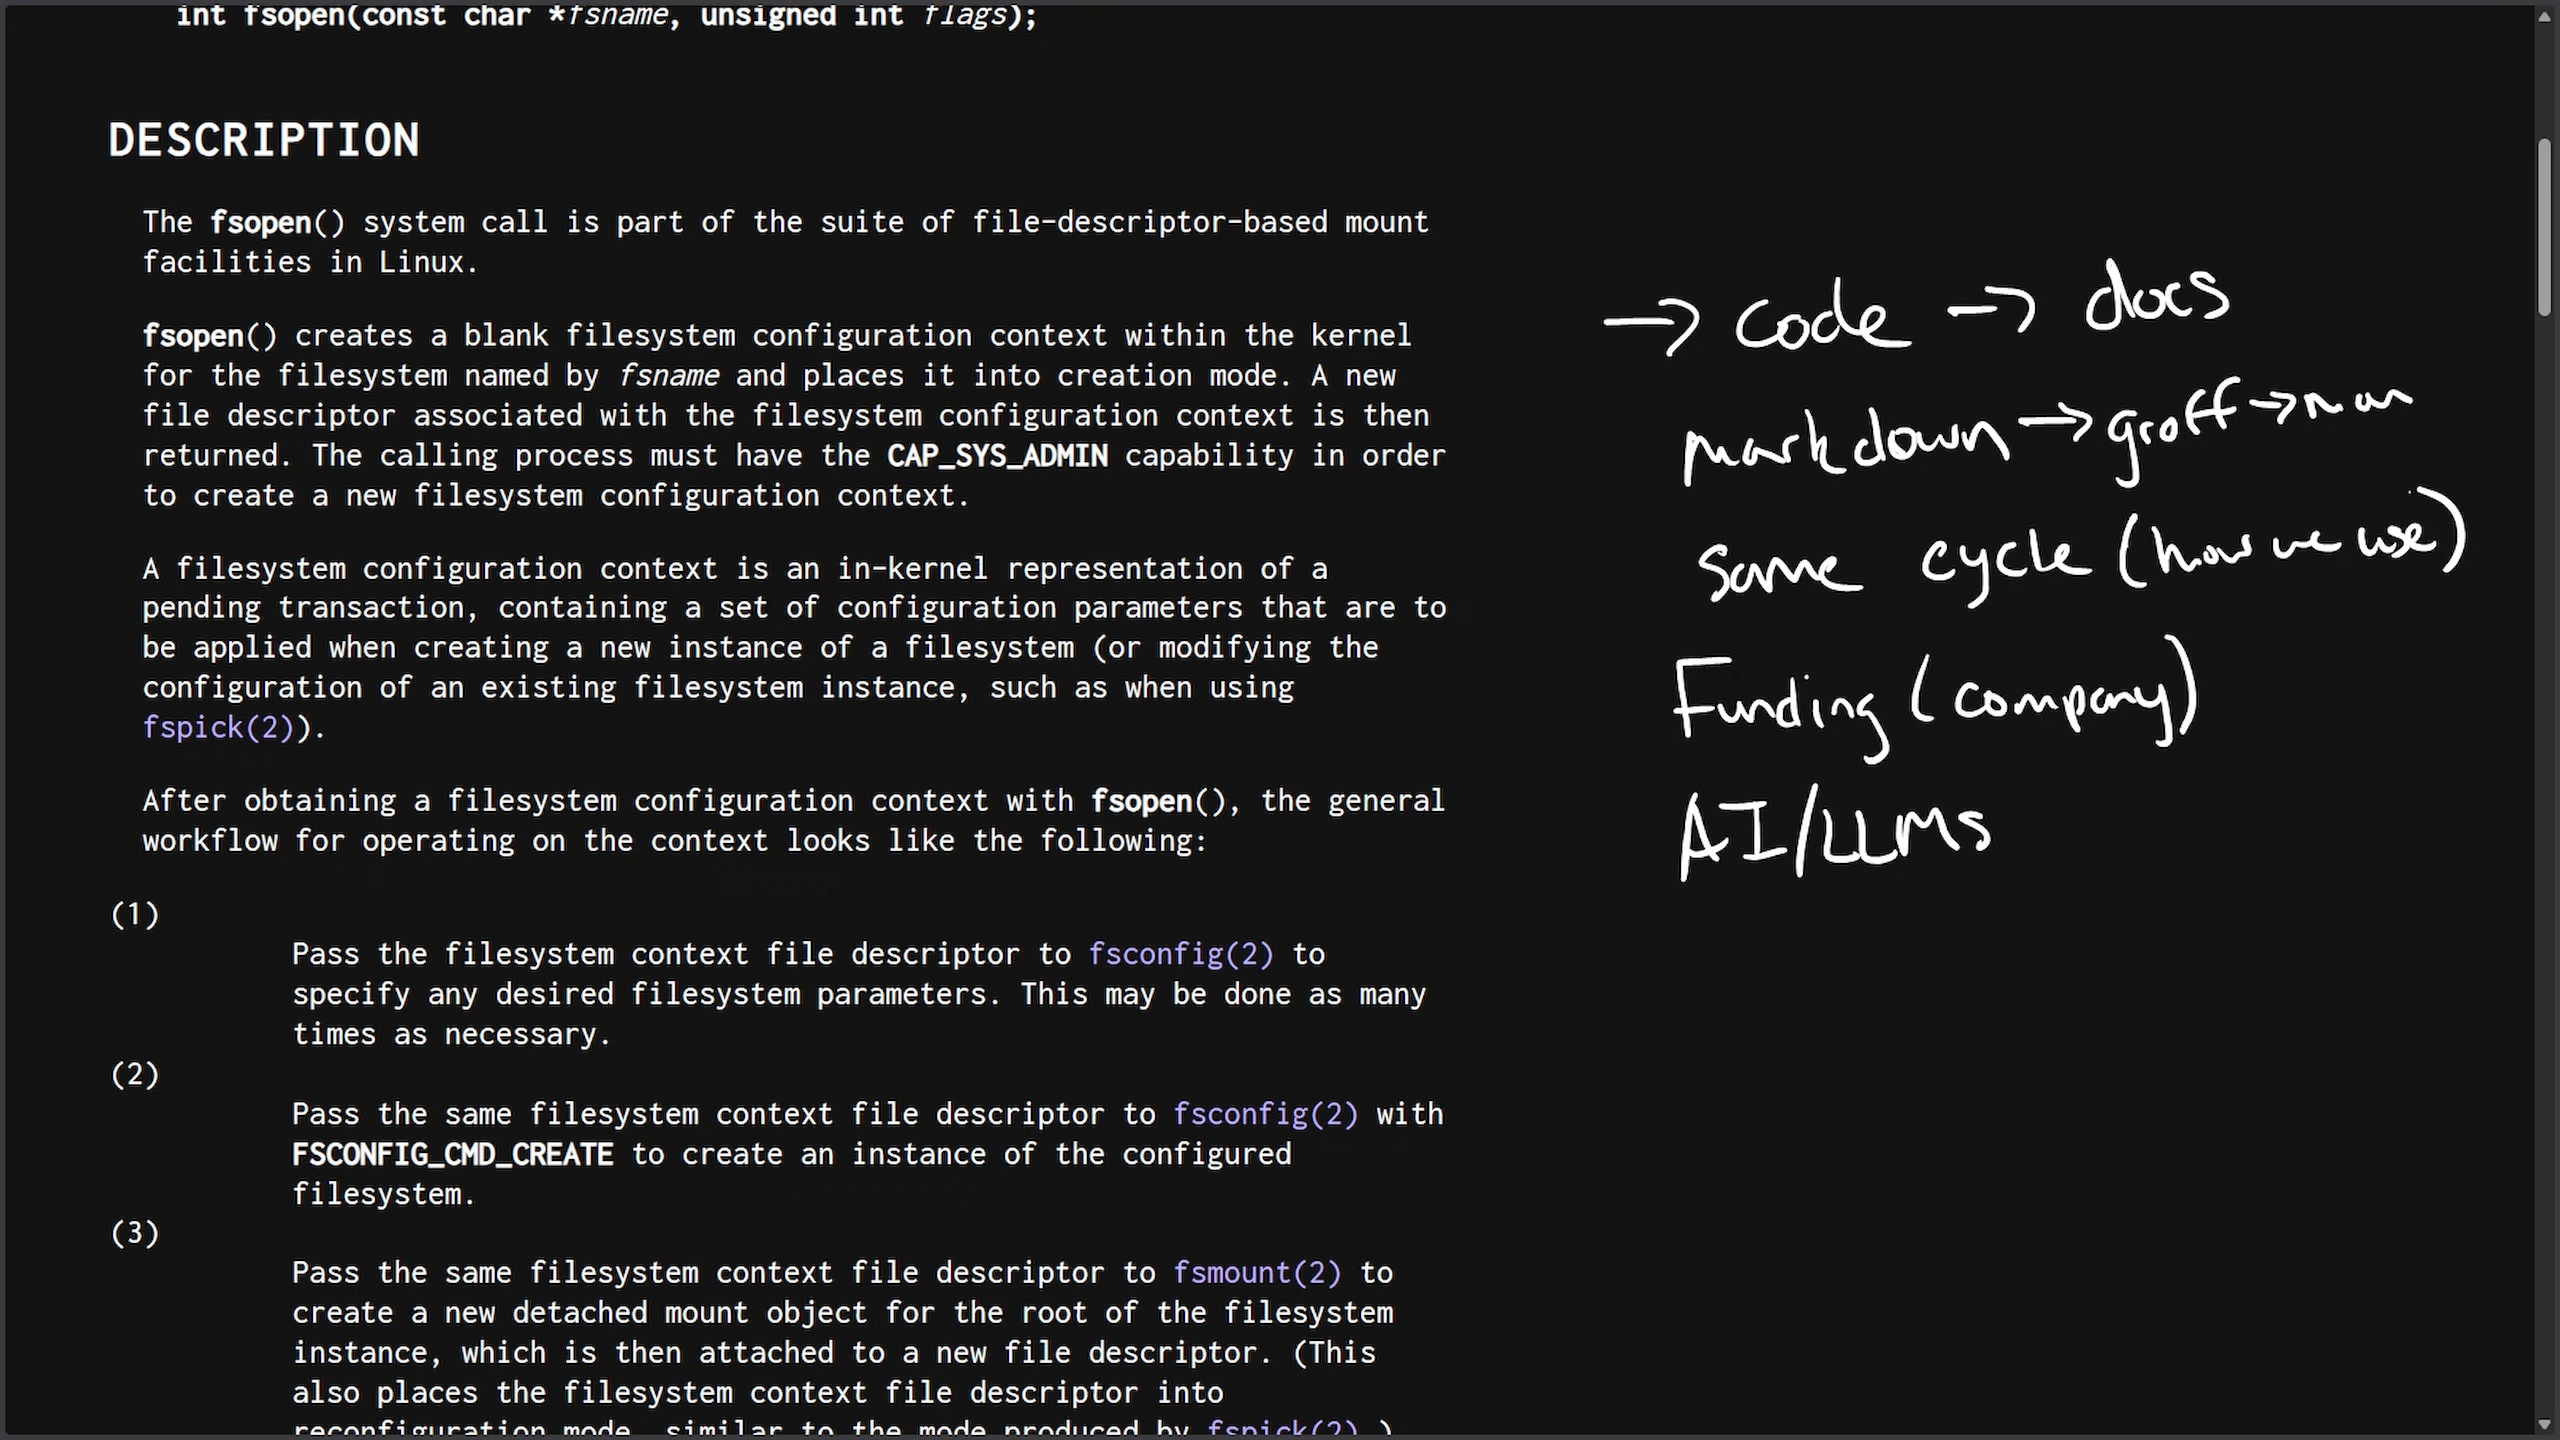 int fsopen(const char *fsname, unsigned int flags);
DESCRIPTION
The fsopen() system call is part of the suite of file-descriptor-based mount
facilities in Linux.
fsopen() creates a blank filesystem configuration context within the kernel
for the filesystem named by fsname and places it into creation mode. A new
file descriptor associated with the filesystem configuration context is then
returned. The calling process must have the CAP_SYS_ADMIN capability in order
to create a new filesystem configuration context.
A filesystem configuration context is an in-kernel representation of a
pending transaction, containing a set of configuration parameters that are to
be applied when creating a new instance of a filesystem (or modifying the
configuration of an existing filesystem instance, such as when using
fspick(2)).
After obtaining a filesystem configuration context with fsopen(), the general
workflow for operating on the context looks like the following:
(1)
Pass the filesystem context file descriptor to fsconfig(2) to
specify any desired filesystem parameters. This may be done as many
times as necessary.
(2)
Pass the same filesystem context file descriptor to fsconfig(2) with
FSCONFIG_CMD_CREATE to create an instance of the configured
filesystem.
(3)
Pass the same filesystem context file descriptor to fsmount(2) to
create a new detached mount object for the root of the filesystem
instance, which is then attached to a new file descriptor. (This
also places the filesystem context file descriptor into
reconfiguration mode, similar to the mode produced by fspick(2).)
→ code → docs
markdown → groff → man
same cycle (how we use)
Funding (company)
AI/LLMs